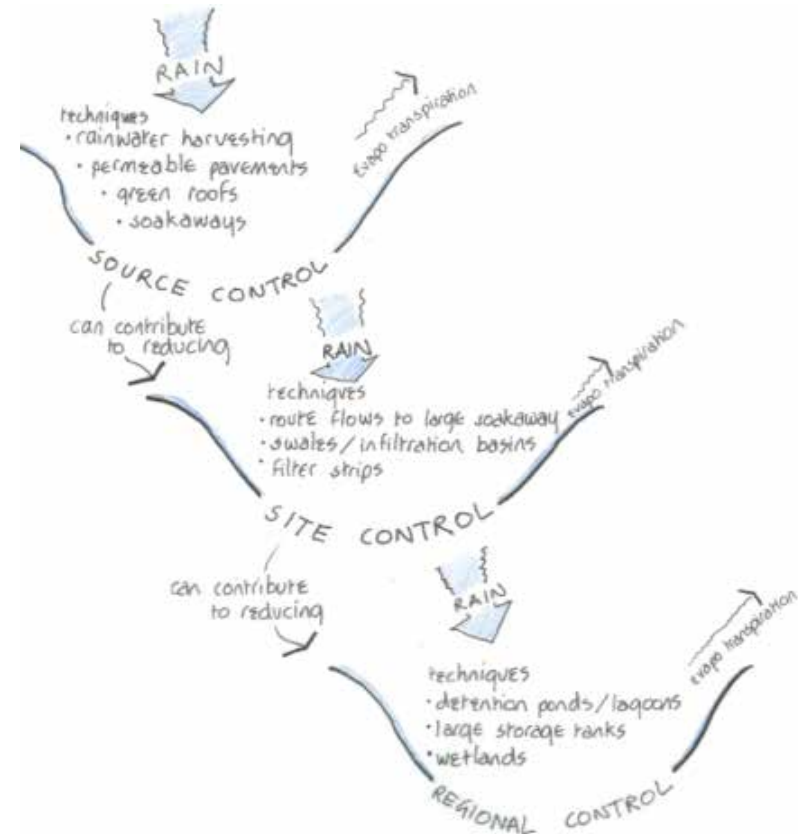 RAIN
techniques
• rainwater harvesting
• permeable pavements
• green roofs
• soakaways
Evapo transpiration
SOURCE CONTROL
can contribute
to reducing
RAIN
techniques
• route flows to large soakaway
• swales/infiltration basins
• filter strips
evapo transpiration
SITE CONTROL
can contribute
to reducing
RAIN
techniques
• detention ponds/lagoons
• large storage tanks
• wetlands
evapo transpiration
REGIONAL CONTROL